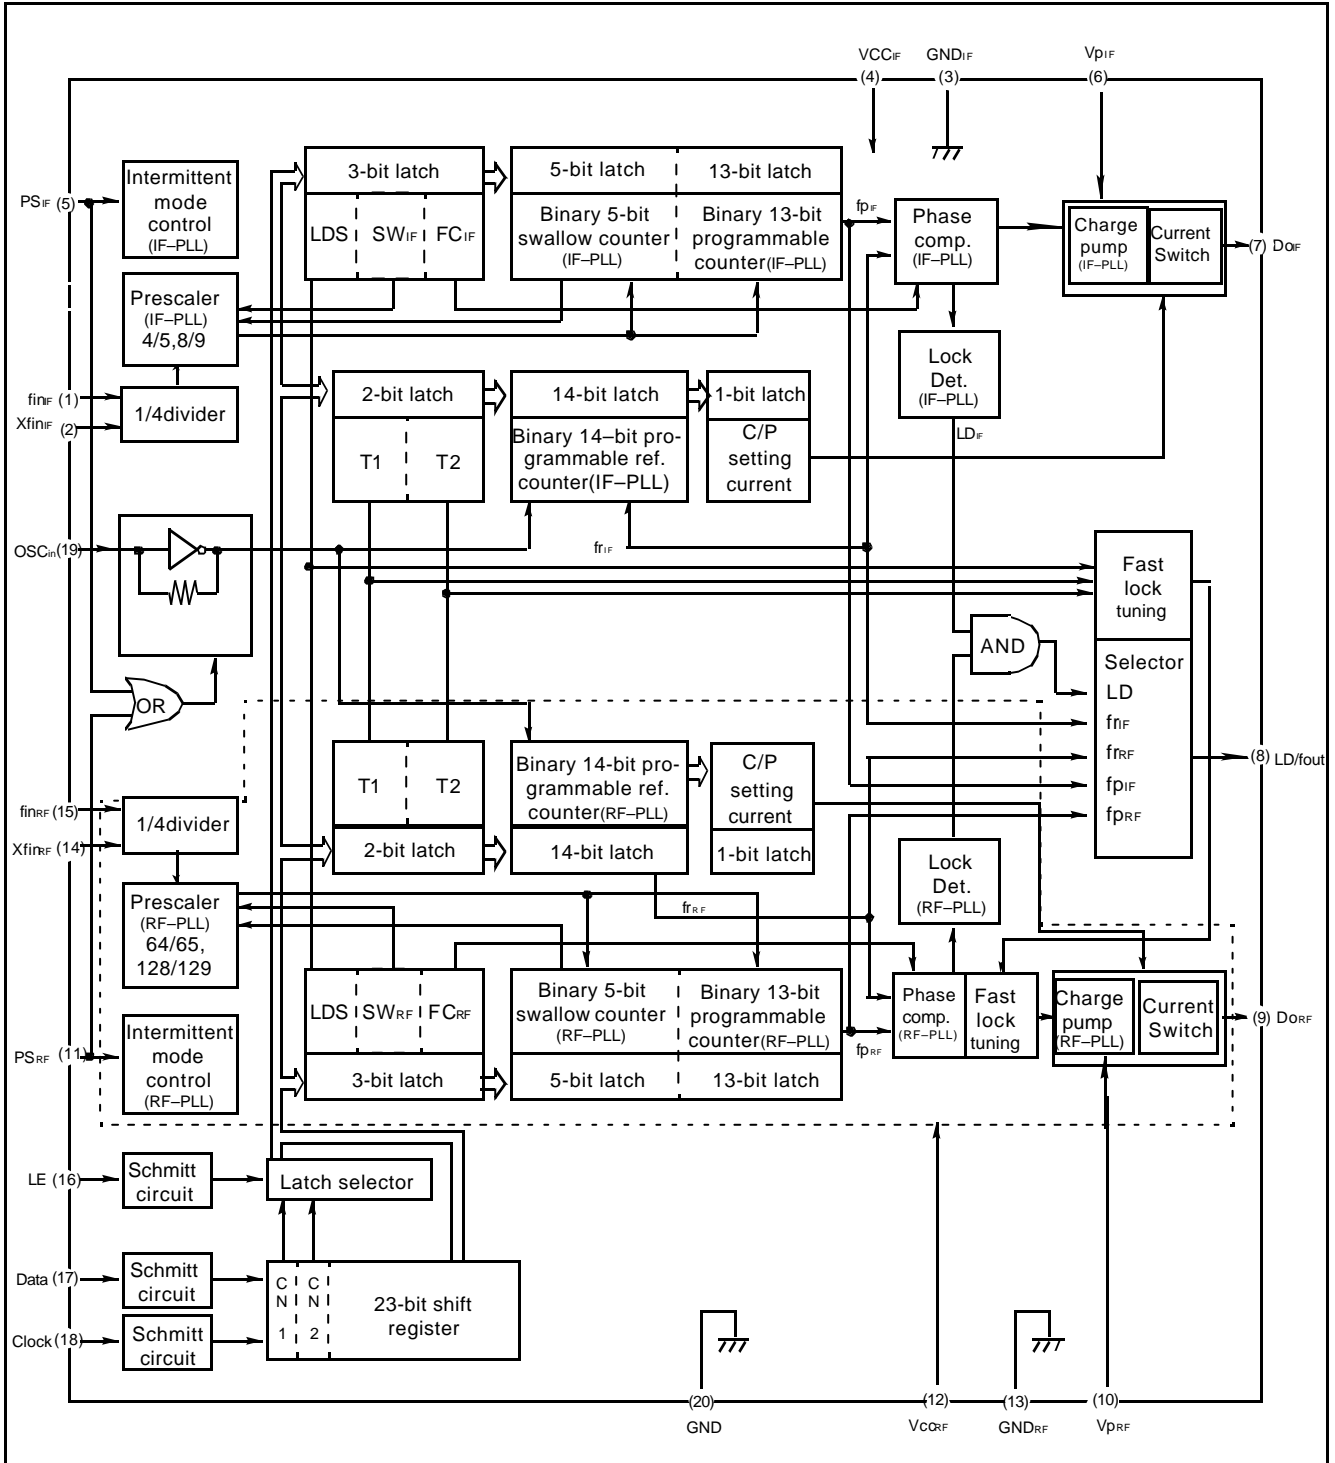 VCCIF GNDIF VpIF
(4) (3) (6)
3-bit latch 5-bit latch 13-bit latch
Intermittent
mode
control
(IF–PLL)
PSIF (5)
LDS SWIF FCIF
Binary 5-bit
swallow counter
(IF–PLL)
Binary 13-bit
programmable
counter(IF–PLL)
fpIF
Phase
comp.
(IF–PLL)
Charge
pump
(IF–PLL)
Current
Switch
(7) DoIF
Prescaler
(IF–PLL)
4/5,8/9
Lock
Det.
(IF–PLL)
LDIF
finIF (1)
XfinIF (2)
1/4divider
2-bit latch 14-bit latch 1-bit latch
T1 T2
Binary 14–bit pro-
grammable ref.
counter(IF–PLL)
C/P
setting
current
OSCin(19)
frIF
Fast
lock
tuning
AND
OR
Selector
LD
frIF
frRF
fpIF
fpRF
(8) LD/fout
T1 T2
Binary 14-bit pro-
grammable ref.
counter(RF–PLL)
C/P
setting
current
2-bit latch 14-bit latch 1-bit latch
finRF (15)
XfinRF (14)
1/4divider
Lock
Det.
(RF–PLL)
frRF
Prescaler
(RF–PLL)
64/65,
128/129
LDS SWRF FCRF
Binary 5-bit
swallow counter
(RF–PLL)
Binary 13-bit
programmable
counter(RF–PLL)
fpRF
Phase
comp.
(RF–PLL)
Fast
lock
tuning
Charge
pump
(RF–PLL)
Current
Switch
(9) DoRF
PSRF (11)
Intermittent
mode
control
(RF–PLL)
3-bit latch 5-bit latch 13-bit latch
LE (16)
Schmitt
circuit
Latch selector
Data (17)
Schmitt
circuit
C
N
1
C
N
2
23-bit shift
register
Clock (18)
Schmitt
circuit
(20) (12) (13) (10)
GND VccRF GNDRF VpRF